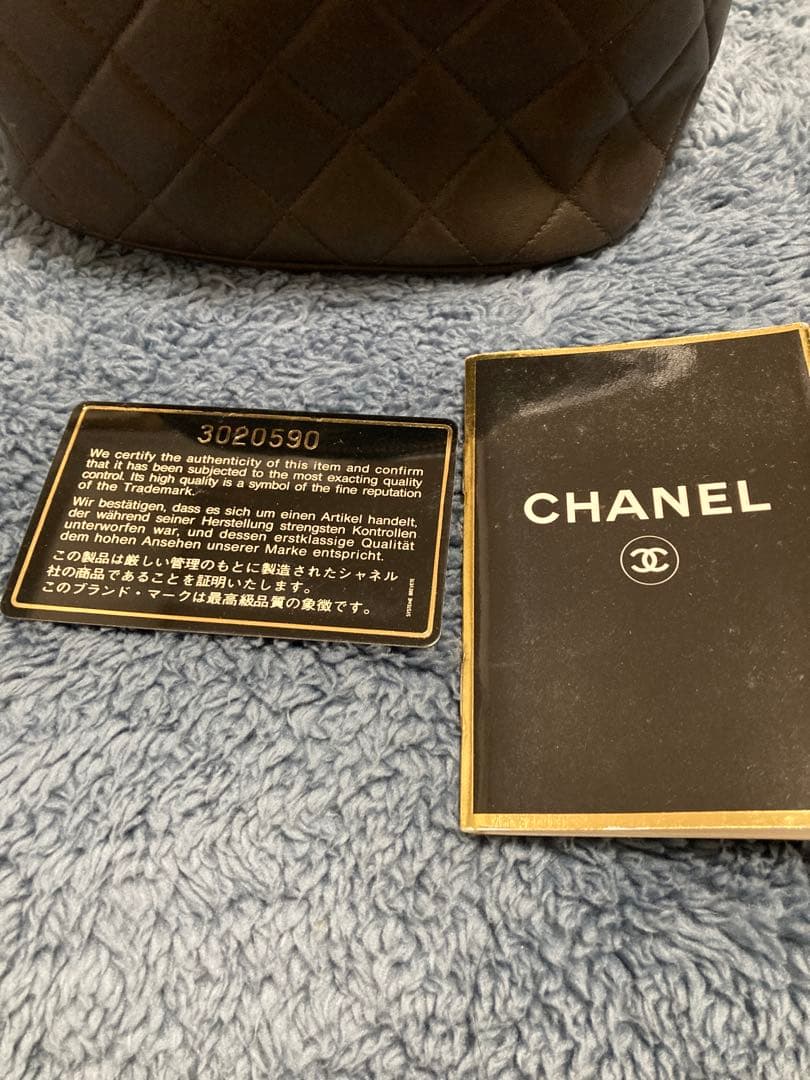 3020590
We certify the authenticity of this item and confirm
that it has been subjected to the most exacting quality
control. Its high quality is a symbol of the fine reputation
of the Trademark.
Wir bestätigen, dass es sich um einen Artikel handelt,
der während seiner Herstellung strengsten Kontrollen
unterworfen war, und dessen erstklassige Qualität
dem hohen Ansehen unserer Marke entspricht.
この製品は厳しい管理のもとに製造されたシャネル
社の商品であることを証明いたします。
このブランド・マークは最高級品質の象徴です。
SYSTEME BREVETE
CHANEL